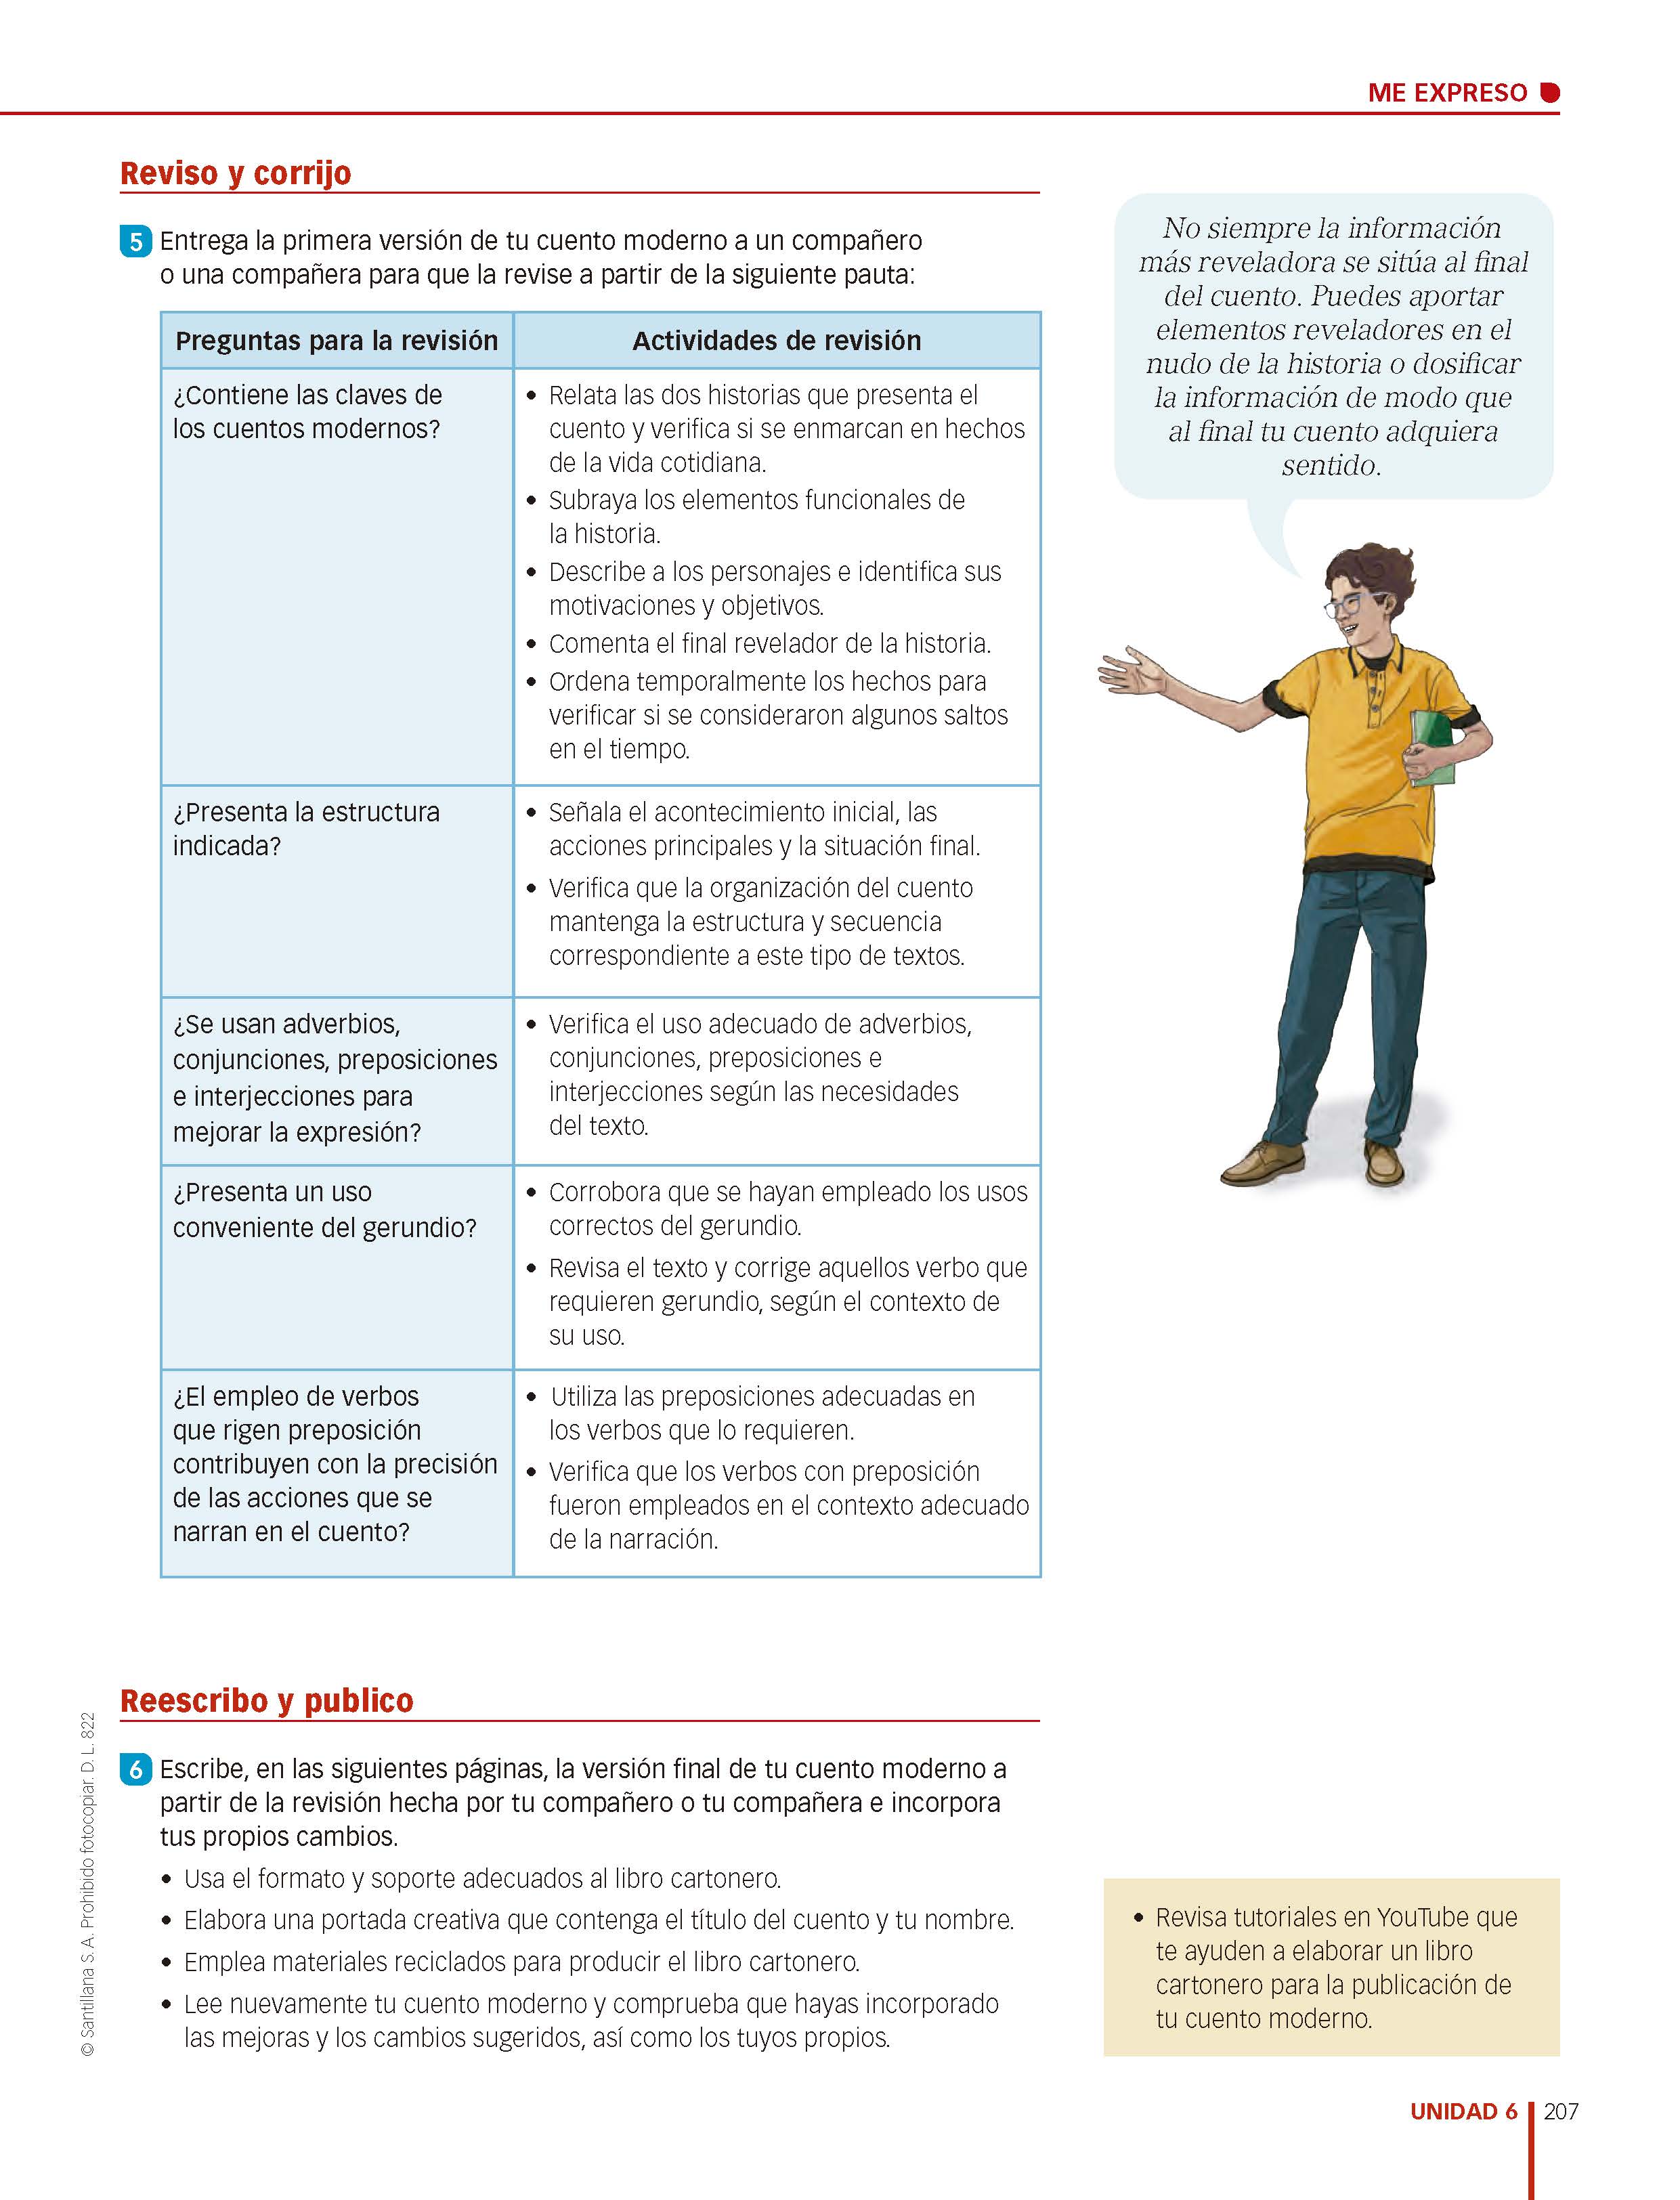 ME EXPRESO
Reviso y corrijo
5 Entrega la primera versión de tu cuento moderno a un compañero
o una compañera para que la revise a partir de la siguiente pauta:
Preguntas para la revisión
Actividades de revisión
¿Contiene las claves de
los cuentos modernos?
• Relata las dos historias que presenta el
cuento y verifica si se enmarcan en hechos
de la vida cotidiana.
• Subraya los elementos funcionales de
la historia.
• Describe a los personajes e identifica sus
motivaciones y objetivos.
• Comenta el final revelador de la historia.
• Ordena temporalmente los hechos para
verificar si se consideraron algunos saltos
en el tiempo.
¿Presenta la estructura
indicada?
• Señala el acontecimiento inicial, las
acciones principales y la situación final.
• Verifica que la organización del cuento
mantenga la estructura y secuencia
correspondiente a este tipo de textos.
¿Se usan adverbios,
conjunciones, preposiciones
e interjecciones para
mejorar la expresión?
• Verifica el uso adecuado de adverbios,
conjunciones, preposiciones e
interjecciones según las necesidades
del texto.
¿Presenta un uso
conveniente del gerundio?
• Corrobora que se hayan empleado los usos
correctos del gerundio.
• Revisa el texto y corrige aquellos verbo que
requieren gerundio, según el contexto de
su uso.
¿El empleo de verbos
que rigen preposición
contribuyen con la precisión
de las acciones que se
narran en el cuento?
• Utiliza las preposiciones adecuadas en
los verbos que lo requieren.
• Verifica que los verbos con preposición
fueron empleados en el contexto adecuado
de la narración.
No siempre la información
más reveladora se sitúa al final
del cuento. Puedes aportar
elementos reveladores en el
nudo de la historia o dosificar
la información de modo que
al final tu cuento adquiera
sentido.
Reescribo y publico
6 Escribe, en las siguientes páginas, la versión final de tu cuento moderno a
partir de la revisión hecha por tu compañero o tu compañera e incorpora
tus propios cambios.
• Usa el formato y soporte adecuados al libro cartonero.
• Elabora una portada creativa que contenga el título del cuento y tu nombre.
• Emplea materiales reciclados para producir el libro cartonero.
• Lee nuevamente tu cuento moderno y comprueba que hayas incorporado
las mejoras y los cambios sugeridos, así como los tuyos propios.
• Revisa tutoriales en YouTube que
te ayuden a elaborar un libro
cartonero para la publicación de
tu cuento moderno.
© Santillana S. A. Prohibido fotocopiar. D. L. 822
UNIDAD 6 207